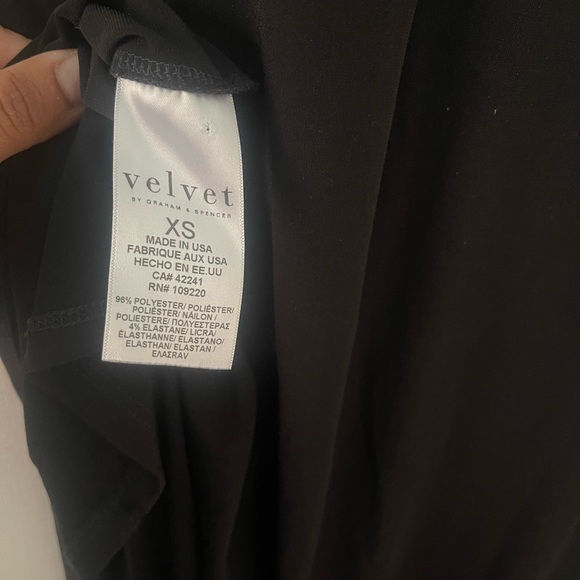 velvet
BY GRAHAM & SPENCER
XS
MADE IN USA
FABRIQUE AUX USA
HECHO EN EE.UU
CA# 42241
RN# 109220
96% POLYESTER/ POLIÉSTER/
POLIÉSTER/ NÁILON /
POLIESTERE/ ΠΟΛΥΕΣΤΕΡΑΣ
4% ELASTANE/ LICRA/
ÉLASTHANNE/ ELASTANO/
ELASTHAN/ ELASTAN /
ΕΛΑΣRAV